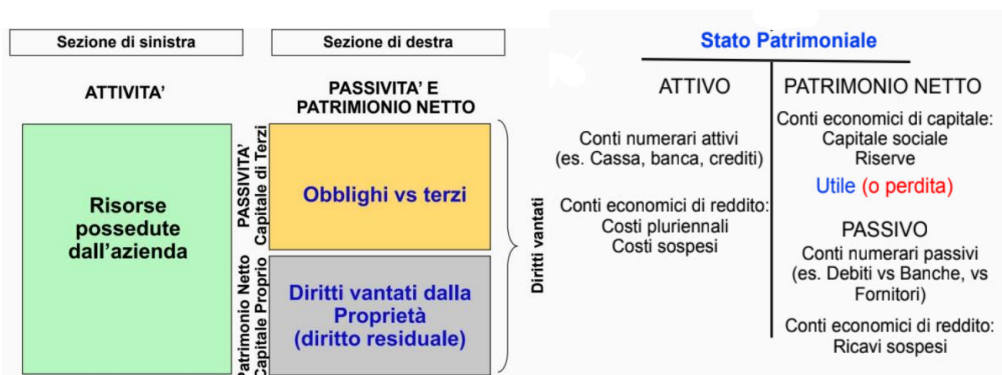 Sezione di sinistra
Sezione di destra
ATTIVITA'
PASSIVITA' E
PATRIMIONIO NETTO
Risorse
possedute
dall'azienda
PASSIVITA'
Capitale di Terzi
Obblighi vs terzi
Patrimonio Netto
Capitale Proprio
Diritti vantati dalla
Proprietà
(diritto residuale)
Diritti vantati
Stato Patrimoniale
ATTIVO
Conti numerari attivi
(es. Cassa, banca, crediti)
Conti economici di reddito:
Costi pluriennali
Costi sospesi
PATRIMONIO NETTO
Conti economici di capitale:
Capitale sociale
Riserve
Utile (o perdita)
PASSIVO
Conti numerari passivi
(es. Debiti vs Banche, vs
Fornitori)
Conti economici di reddito:
Ricavi sospesi